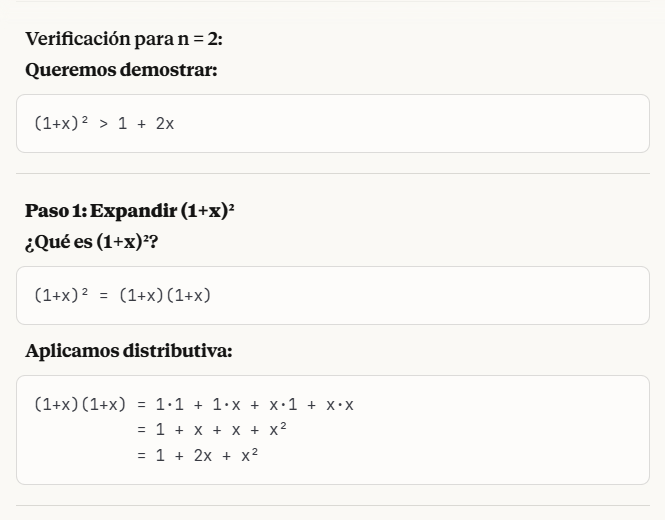 Verificación para n = 2:
Queremos demostrar:
(1+x)² > 1 + 2x
Paso 1: Expandir (1+x)²
¿Qué es (1+x)²?
(1+x)² = (1+x)(1+x)
Aplicamos distributiva:
(1+x)(1+x) = 1·1 + 1·x + x·1 + x·x
= 1 + x + x + x²
= 1 + 2x + x²